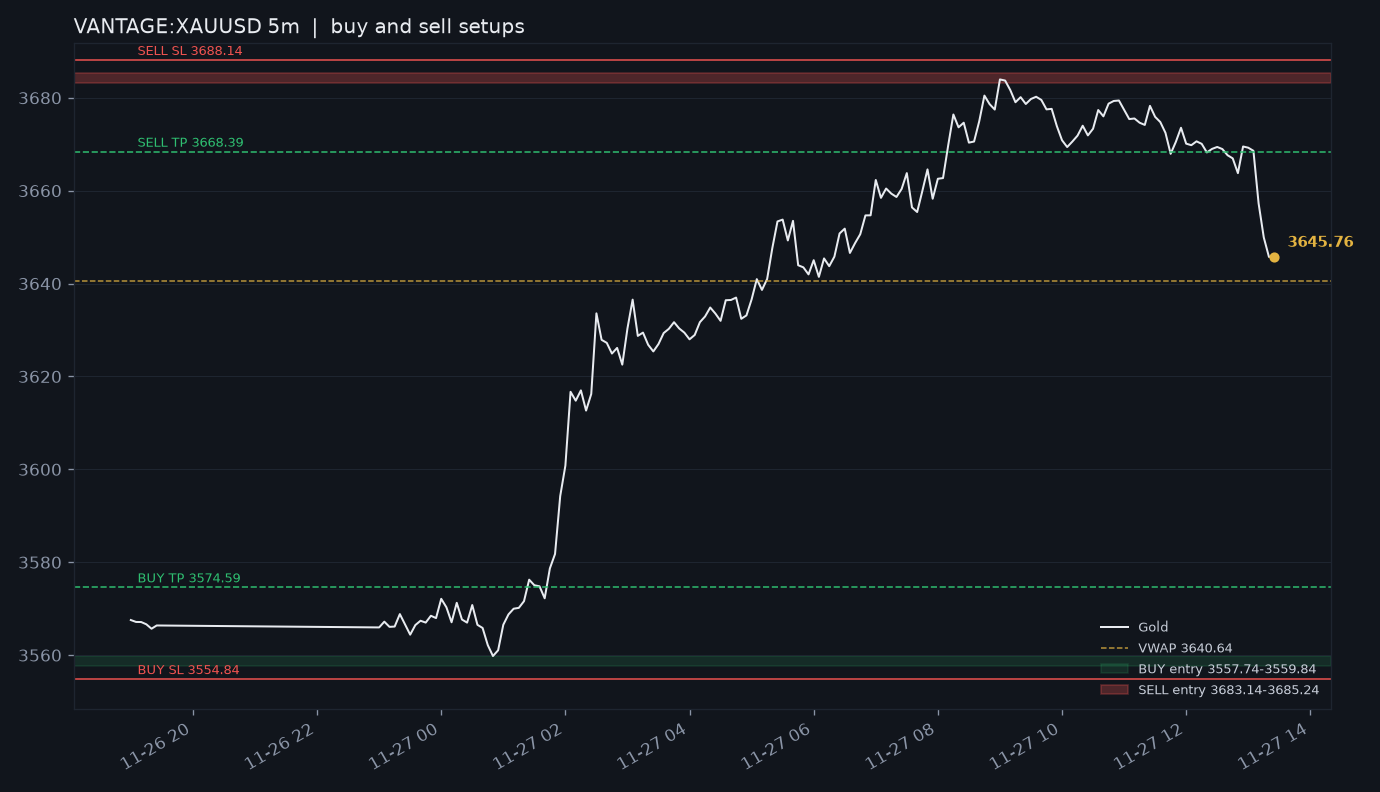 VANTAGE:XAUUSD 5m | buy and sell setups
SELL SL 3688.14
3680
SELL TP 3668.39
3660
3645.76
3640
3620
3600
3580
BUY TP 3574.59
3560
BUY SL 3554.84
Gold
VWAP 3640.64
BUY entry 3557.74-3559.84
SELL entry 3683.14-3685.24
11-26 20
11-26 22
11-27 00
11-27 02
11-27 04
11-27 06
11-27 08
11-27 10
11-27 12
11-27 14